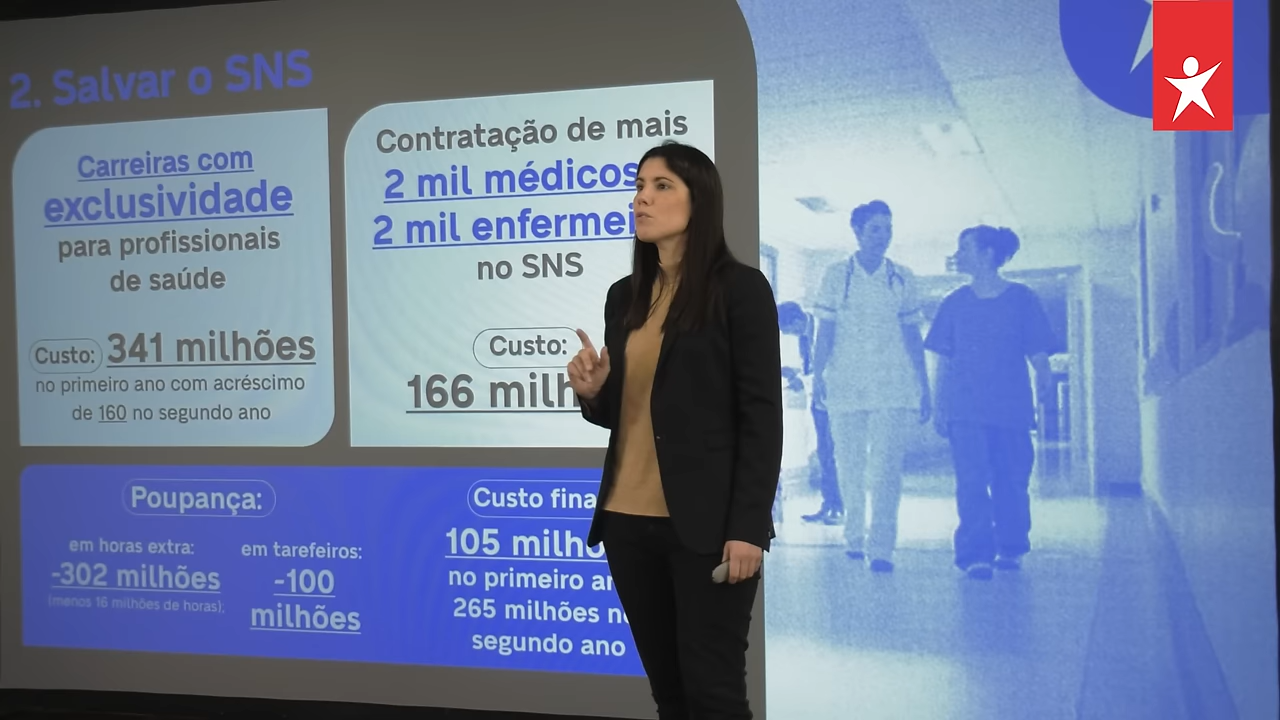 2. Salvar o SNS
Carreiras com
exclusividade
para profissionais
de saúde
Custo: 341 milhões
no primeiro ano com acréscimo
de 160 no segundo ano
Contratação de mais
2 mil médicos
2 mil enfermei
no SNS
Custo:
166 milh
Poupança:
em horas extra:
-302 milhões
(menos 16 milhões de horas),
em tarefeiros:
-100
milhões
Custo fina
105 milhõ
no primeiro an
265 milhões no
segundo ano